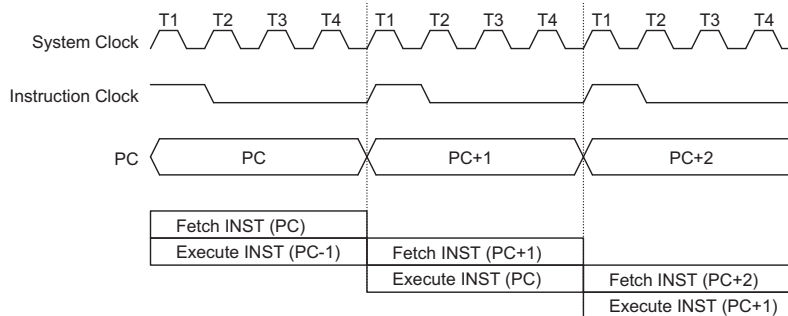 T1 T2 T3 T4 T1 T2 T3 T4 T1 T2 T3 T4
System Clock
Instruction Clock
PC PC PC+1 PC+2
Fetch INST (PC)
Execute INST (PC-1) Fetch INST (PC+1)
Execute INST (PC) Fetch INST (PC+2)
Execute INST (PC+1)